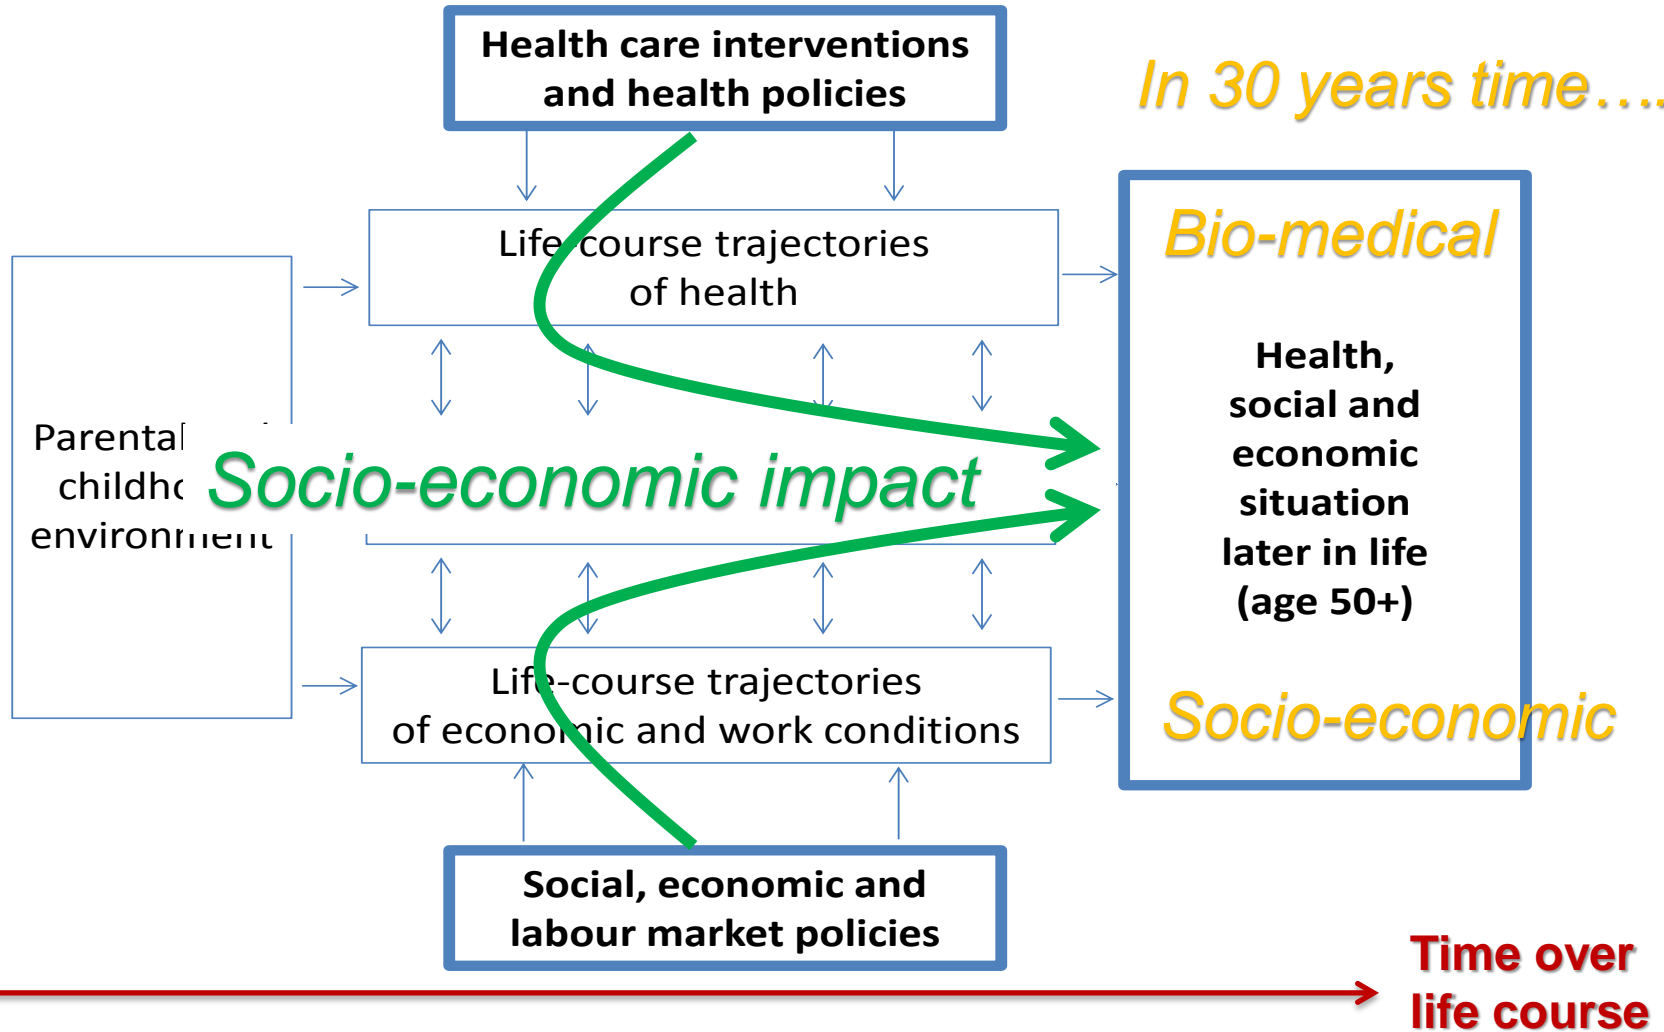 Health care interventions
and health policies
In 30 years time….
Life-course trajectories
of health
Bio-medical
Health,
social and
economic
situation
later in life
(age 50+)
Socio-economic
Parental
childho
environment
Socio-economic impact
Life-course trajectories
of economic and work conditions
Social, economic and
labour market policies
Time over
life course